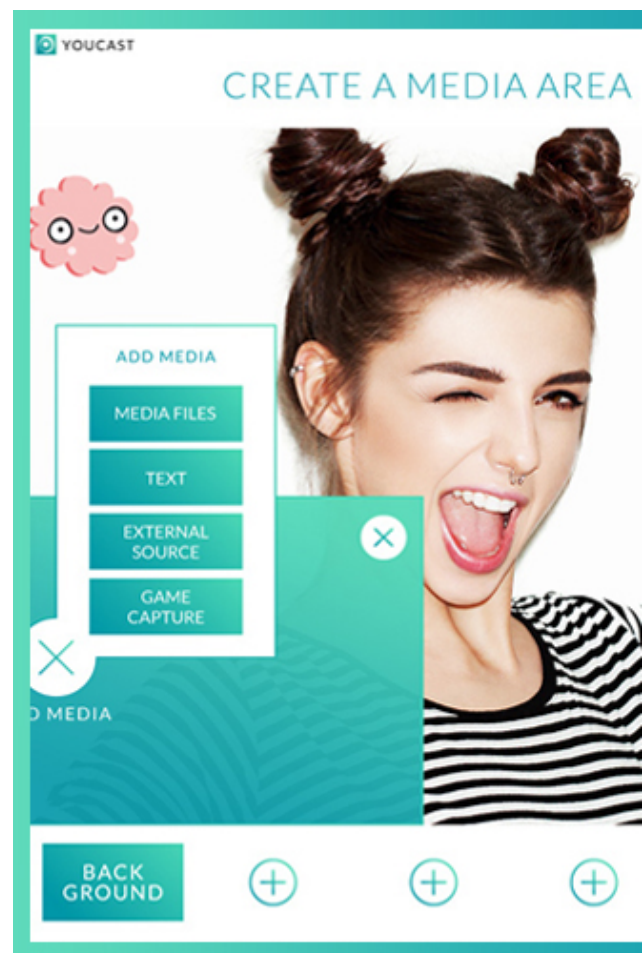 YOUCAST
CREATE A MEDIA AREA
ADD MEDIA
MEDIA FILES
TEXT
EXTERNAL
SOURCE
GAME
CAPTURE
D MEDIA
BACK
GROUND